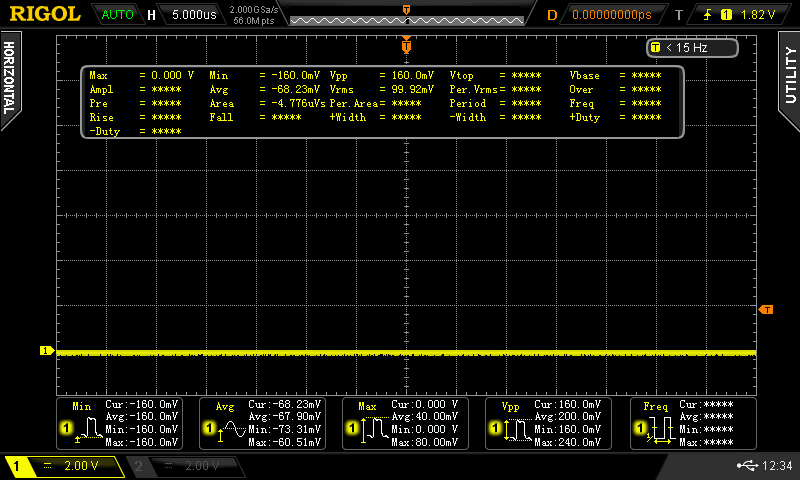 RIGOL AUTO H 5.000us 2.000GSa/s 56.0M pts T D 0.00000000ps T 1 1.82 V
T T < 15 Hz
HORIZONTAL
UTILITY
Max = 0.000 V Min = -160.0mV Vpp = 160.0mV Vtop = ***** Vbase = *****
Ampl = ***** Avg = -68.23mV Vrms = 99.92mV Per.Vrms= ***** Over = *****
Pre = ***** Area = -4.776uVs Per.Area= ***** Period = ***** Freq = *****
Rise = ***** Fall = ***** +Width = ***** -Width = ***** +Duty = *****
-Duty = *****
T
1
Min Cur:-160.0mV Avg:-160.0mV Min:-160.0mV Max:-160.0mV
1
Avg Cur:-68.23mV Avg:-67.90mV Min:-73.31mV Max:-60.51mV
1
Max Cur:0.000 V Avg:40.00mV Min:0.000 V Max:80.00mV
1
Vpp Cur:160.0mV Avg:200.0mV Min:160.0mV Max:240.0mV
1
Freq Cur:***** Avg:***** Min:***** Max:*****
1
1 = 2.00 V 2 = 2.00 V 12:34